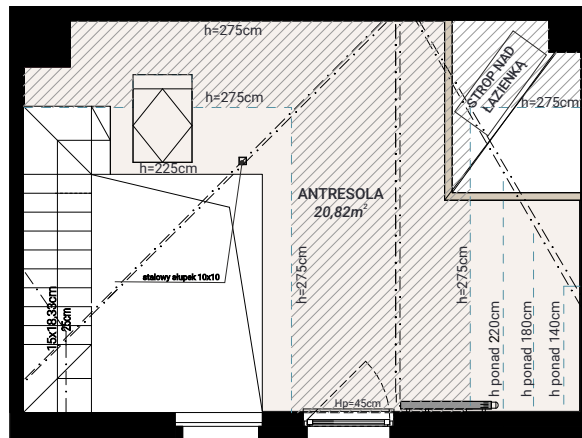 h=275cm
STROP NAD
ŁAZIENKĄ
h=275cm
h=275cm
h=225cm
ANTRESOLA
20,82m²
h=275cm
h=275cm
stalowy słupek 10x10
15x18,33cm
25cm
h ponad 220cm
h ponad 180cm
h ponad 140cm
Hp=45cm